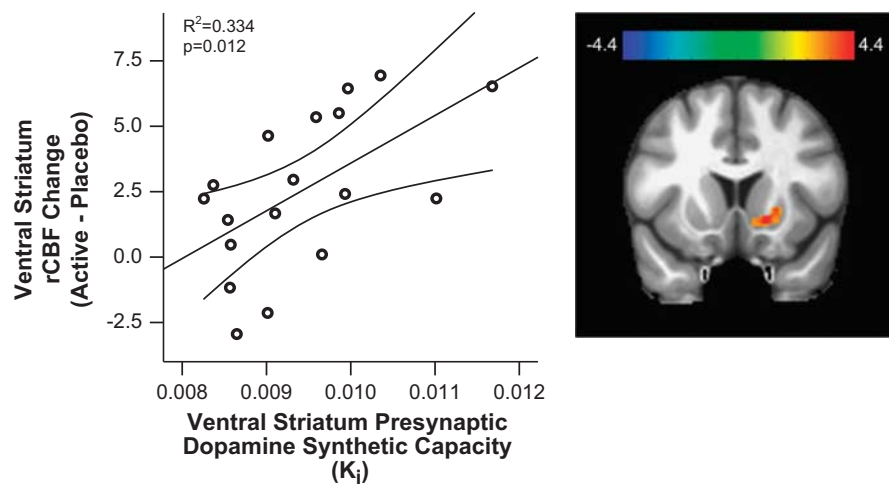 R²=0.334
p=0.012
7.5
5.0
2.5
0.0
-2.5
Ventral Striatum
rCBF Change
(Active - Placebo)
0.008 0.009 0.010 0.011 0.012
Ventral Striatum Presynaptic
Dopamine Synthetic Capacity
(Ki)
-4.4 4.4